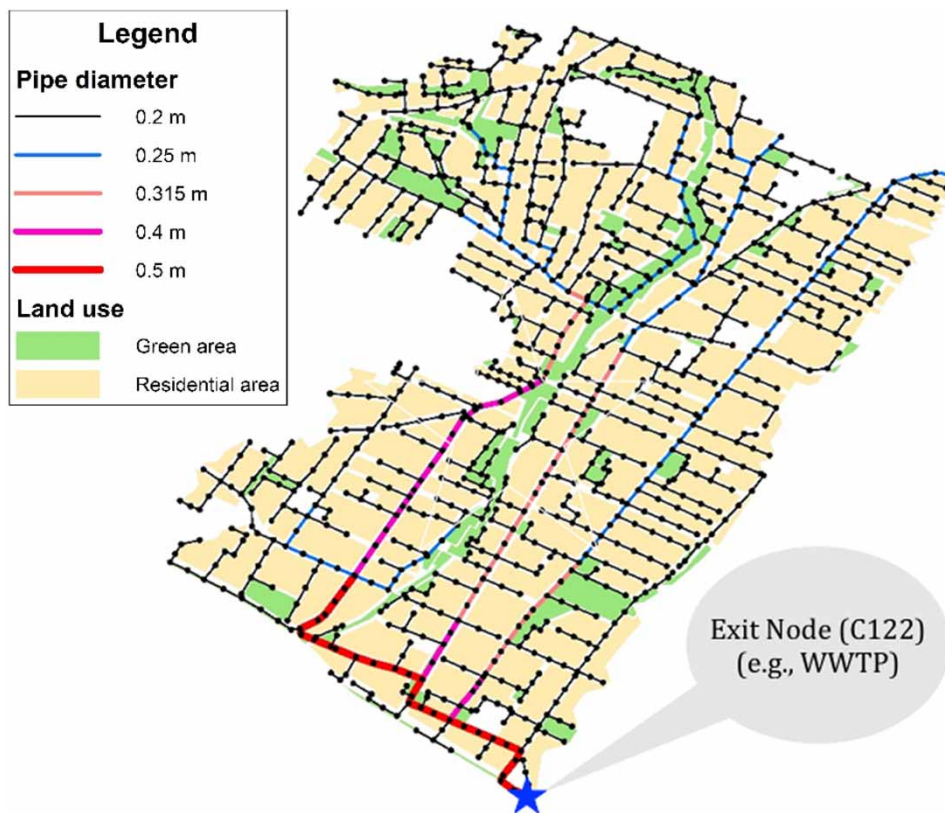 Legend
Pipe diameter
0.2 m
0.25 m
0.315 m
0.4 m
0.5 m
Land use
Green area
Residential area
Exit Node (C122)
(e.g., WWTP)